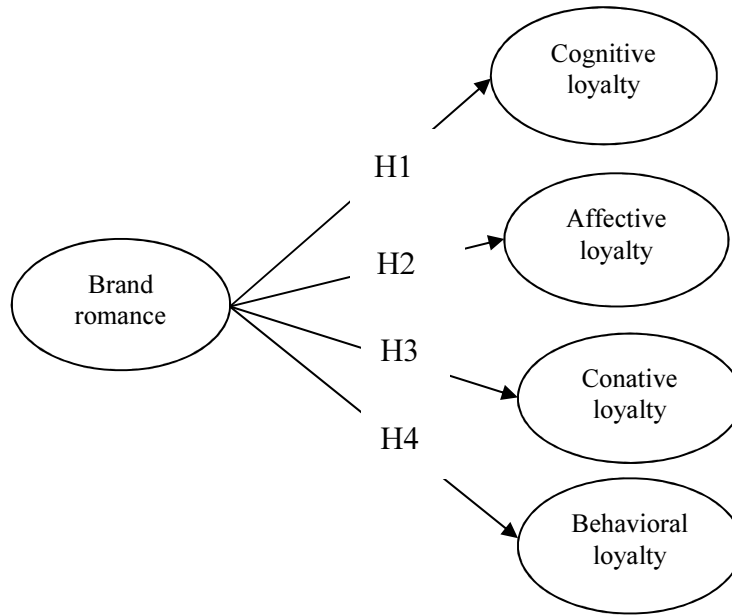 Cognitive
loyalty
H1
Affective
loyalty
H2
Brand
romance
H3
Conative
loyalty
H4
Behavioral
loyalty